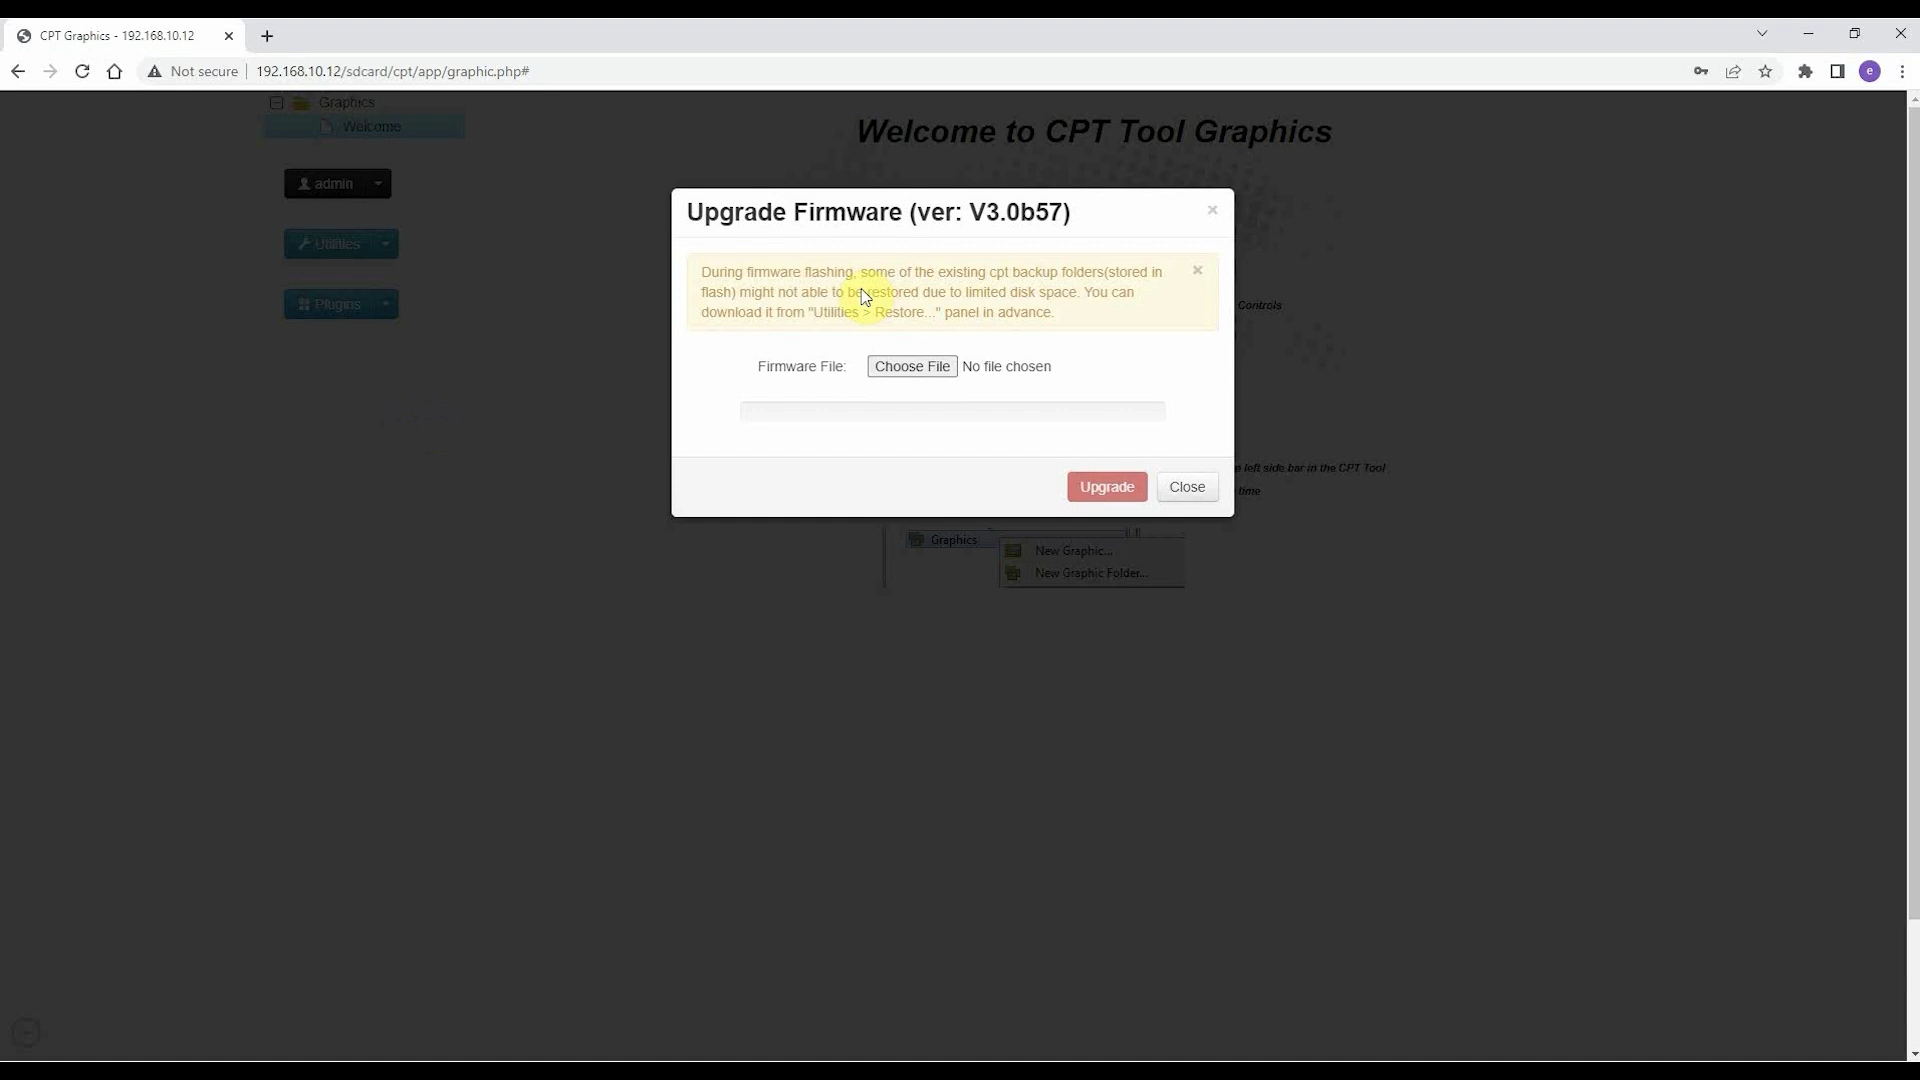 CPT Graphics - 192.168.10.12
Not secure
192.168.10.12/sdcard/cpt/app/graphic.php#
e
Graphics
Welcome
admin
Utilities
Plugins
Welcome to CPT Tool Graphics
Upgrade Firmware (ver: V3.0b57)
During firmware flashing, some of the existing cpt backup folders(stored in
flash) might not able to be restored due to limited disk space. You can
download it from "Utilities > Restore..." panel in advance.
Controls
Firmware File:
Choose File
No file chosen
left side bar in the CPT Tool
time
Upgrade
Close
Graphics
New Graphic...
New Graphic Folder...